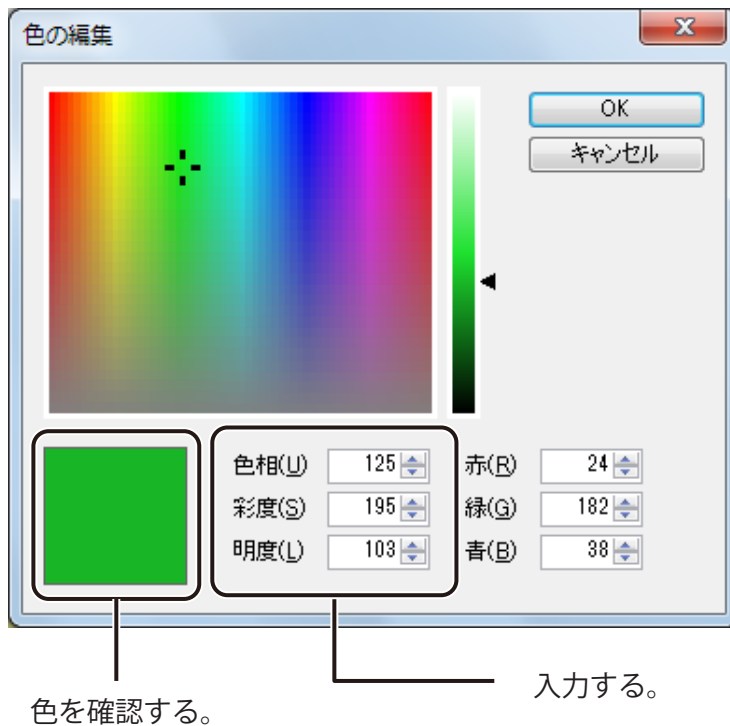 色の編集
OK
キャンセル
色相(U) 125 赤(R) 24
彩度(S) 195 緑(G) 182
明度(L) 103 青(B) 38
入力する。
色を確認する。